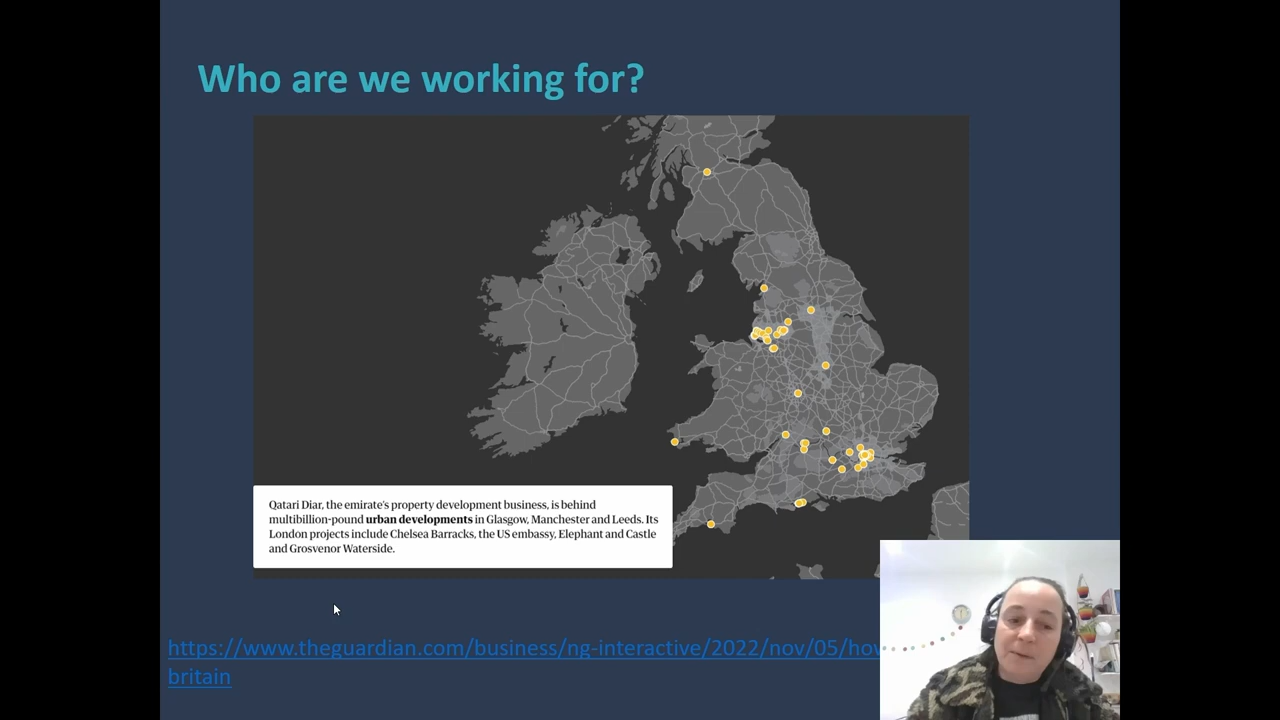 Who are we working for?
Qatari Diar, the emirate's property development business, is behind
multibillion-pound urban developments in Glasgow, Manchester and Leeds. Its
London projects include Chelsea Barracks, the US embassy, Elephant and Castle
and Grosvenor Waterside.
https://www.theguardian.com/business/ng-interactive/2022/nov/05/how
britain